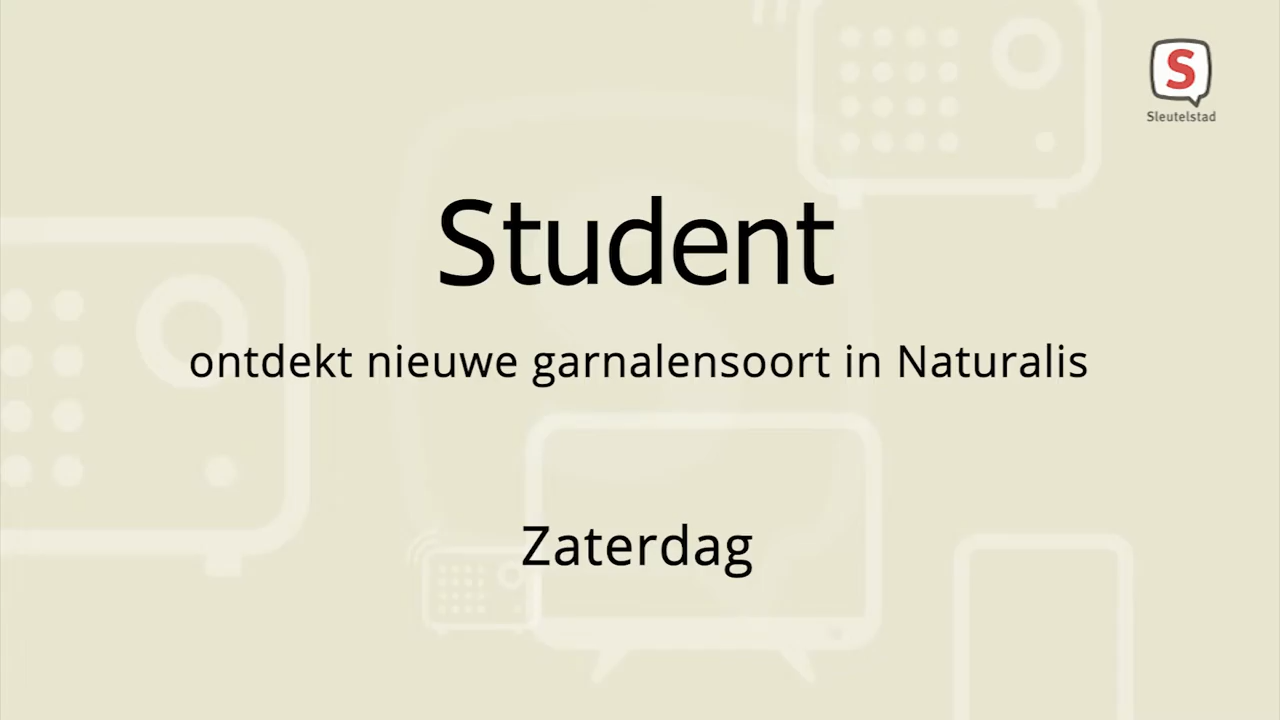 S
Sleutelstad
Student
ontdekt nieuwe garnalensoort in Naturalis
Zaterdag